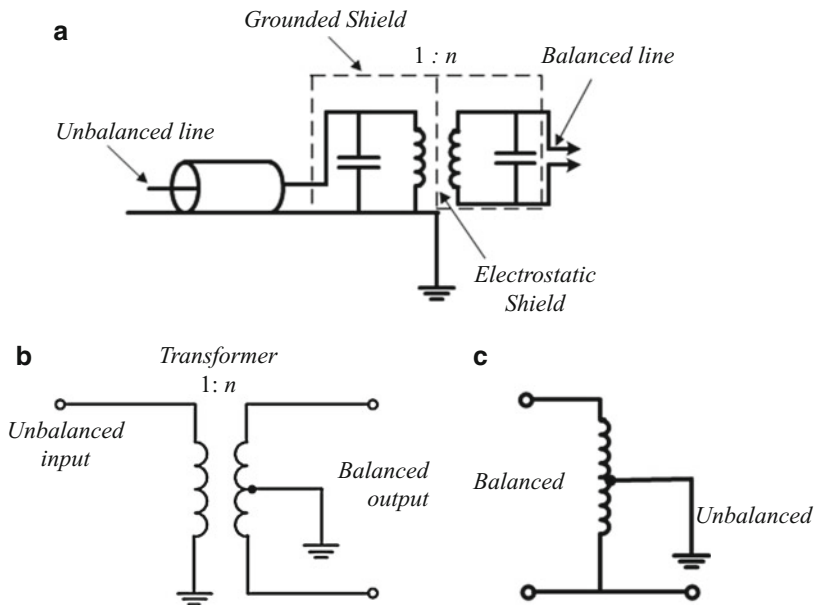 a
Grounded Shield
1 : n
Balanced line
Unbalanced line
Electrostatic
Shield
b
Transformer
1: n
Unbalanced
input
Balanced
output
c
Balanced
Unbalanced